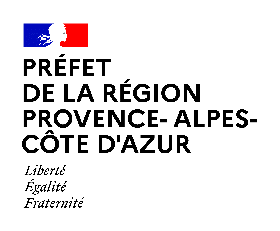 PRÉFET
DE LA RÉGION
PROVENCE- ALPES-
CÔTE D'AZUR
Liberté
Égalité
Fraternité